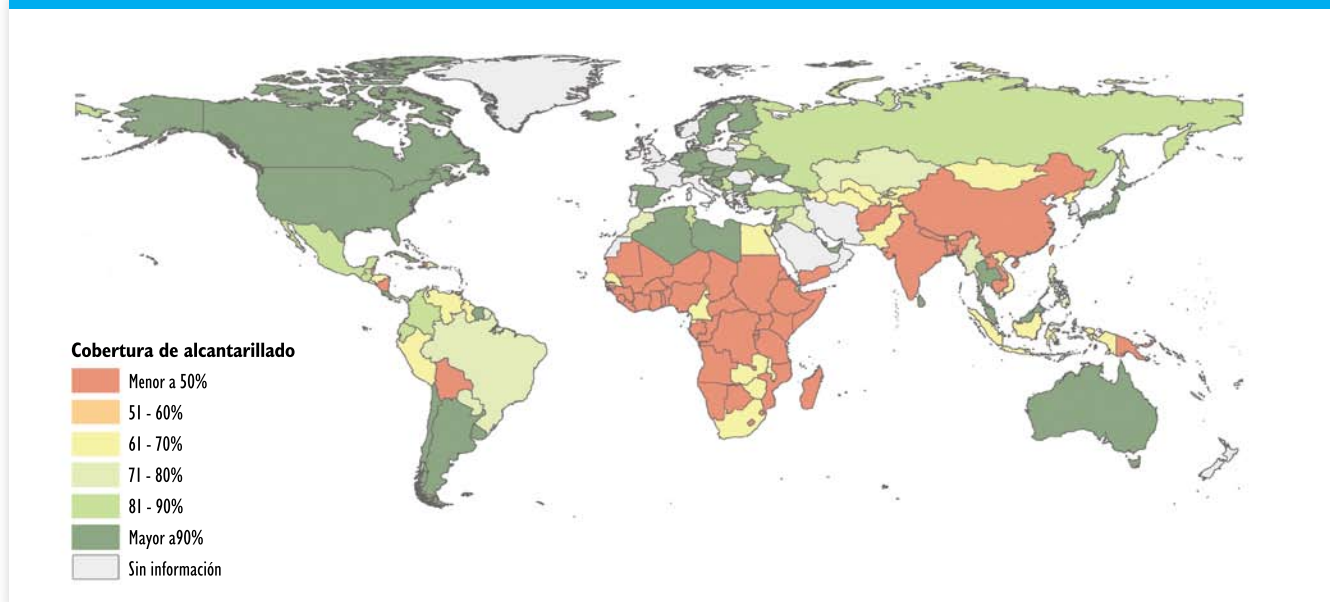 Cobertura de alcantarillado
Menor a 50%
51 - 60%
61 - 70%
71 - 80%
81 - 90%
Mayor a90%
Sin información